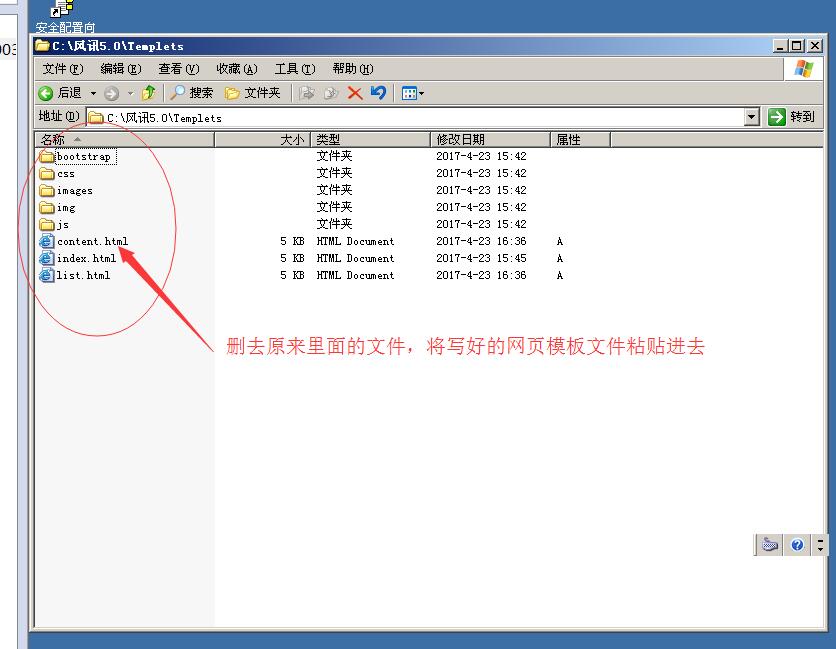 安全配置向
003
C:\风讯5.0\Templets
文件(F) 编辑(E) 查看(V) 收藏(A) 工具(T) 帮助(H)
后退 搜索 文件夹
地址(D) C:\风讯5.0\Templets 转到
名称 大小 类型 修改日期 属性
bootstrap 文件夹 2017-4-23 15:42
css 文件夹 2017-4-23 15:42
images 文件夹 2017-4-23 15:42
img 文件夹 2017-4-23 15:42
js 文件夹 2017-4-23 15:42
content.html 5 KB HTML Document 2017-4-23 16:36 A
index.html 5 KB HTML Document 2017-4-23 15:45 A
list.html 5 KB HTML Document 2017-4-23 16:36 A
删去原来里面的文件，将写好的网页模板文件粘贴进去